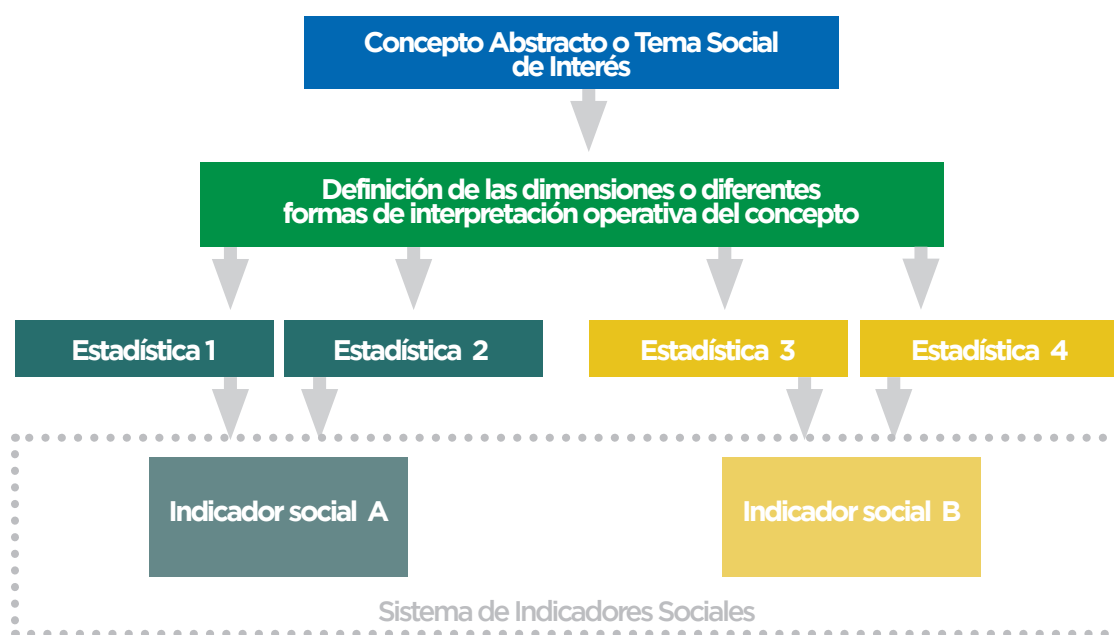 Concepto Abstracto o Tema Social
de Interés
Definición de las dimensiones o diferentes
formas de interpretación operativa del concepto
Estadística 1
Estadística 2
Estadística 3
Estadística 4
Indicador social A
Indicador social B
Sistema de Indicadores Sociales